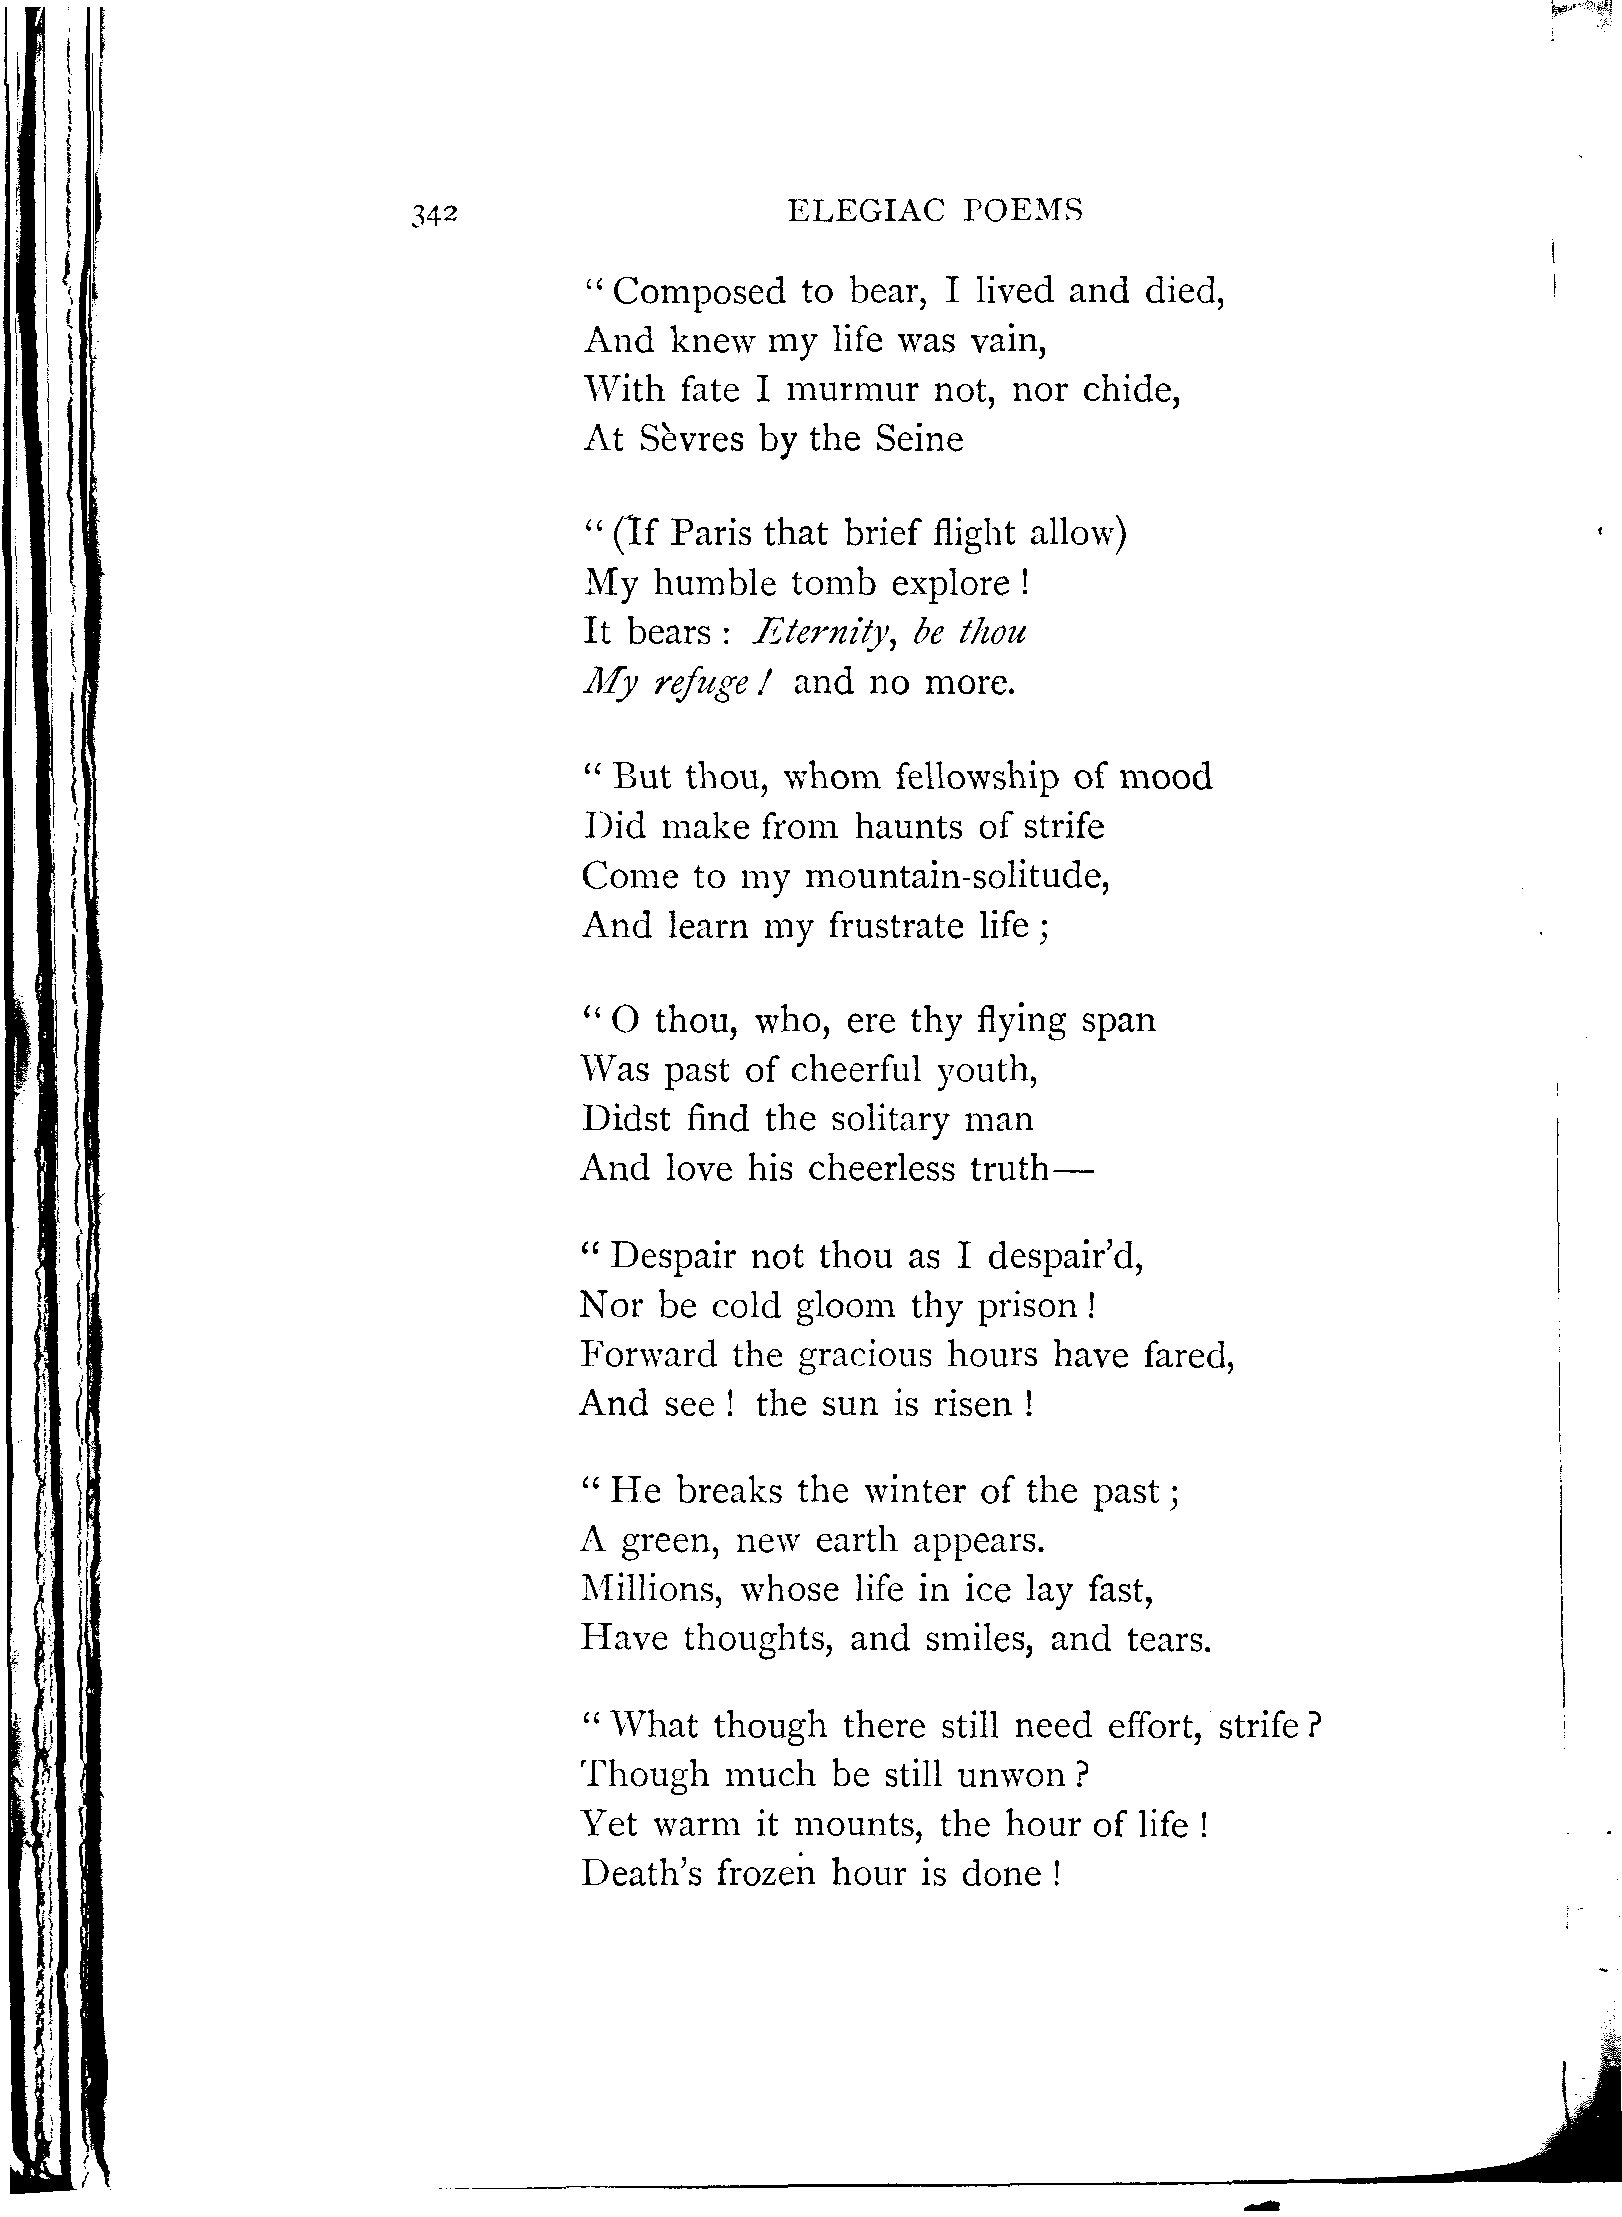 342 ELEGIAC POEMS
“ Composed to bear, I lived and died,
And knew my life was vain,
With fate I murmur not, nor chide,
At Sèvres by the Seine
“ (If Paris that brief flight allow)
My humble tomb explore !
It bears : Eternity, be thou
My refuge ! and no more.
“ But thou, whom fellowship of mood
Did make from haunts of strife
Come to my mountain-solitude,
And learn my frustrate life ;
“ O thou, who, ere thy flying span
Was past of cheerful youth,
Didst find the solitary man
And love his cheerless truth—
“ Despair not thou as I despair’d,
Nor be cold gloom thy prison !
Forward the gracious hours have fared,
And see ! the sun is risen !
“ He breaks the winter of the past ;
A green, new earth appears.
Millions, whose life in ice lay fast,
Have thoughts, and smiles, and tears.
“ What though there still need effort, strife ?
Though much be still unwon ?
Yet warm it mounts, the hour of life !
Death’s frozen hour is done !